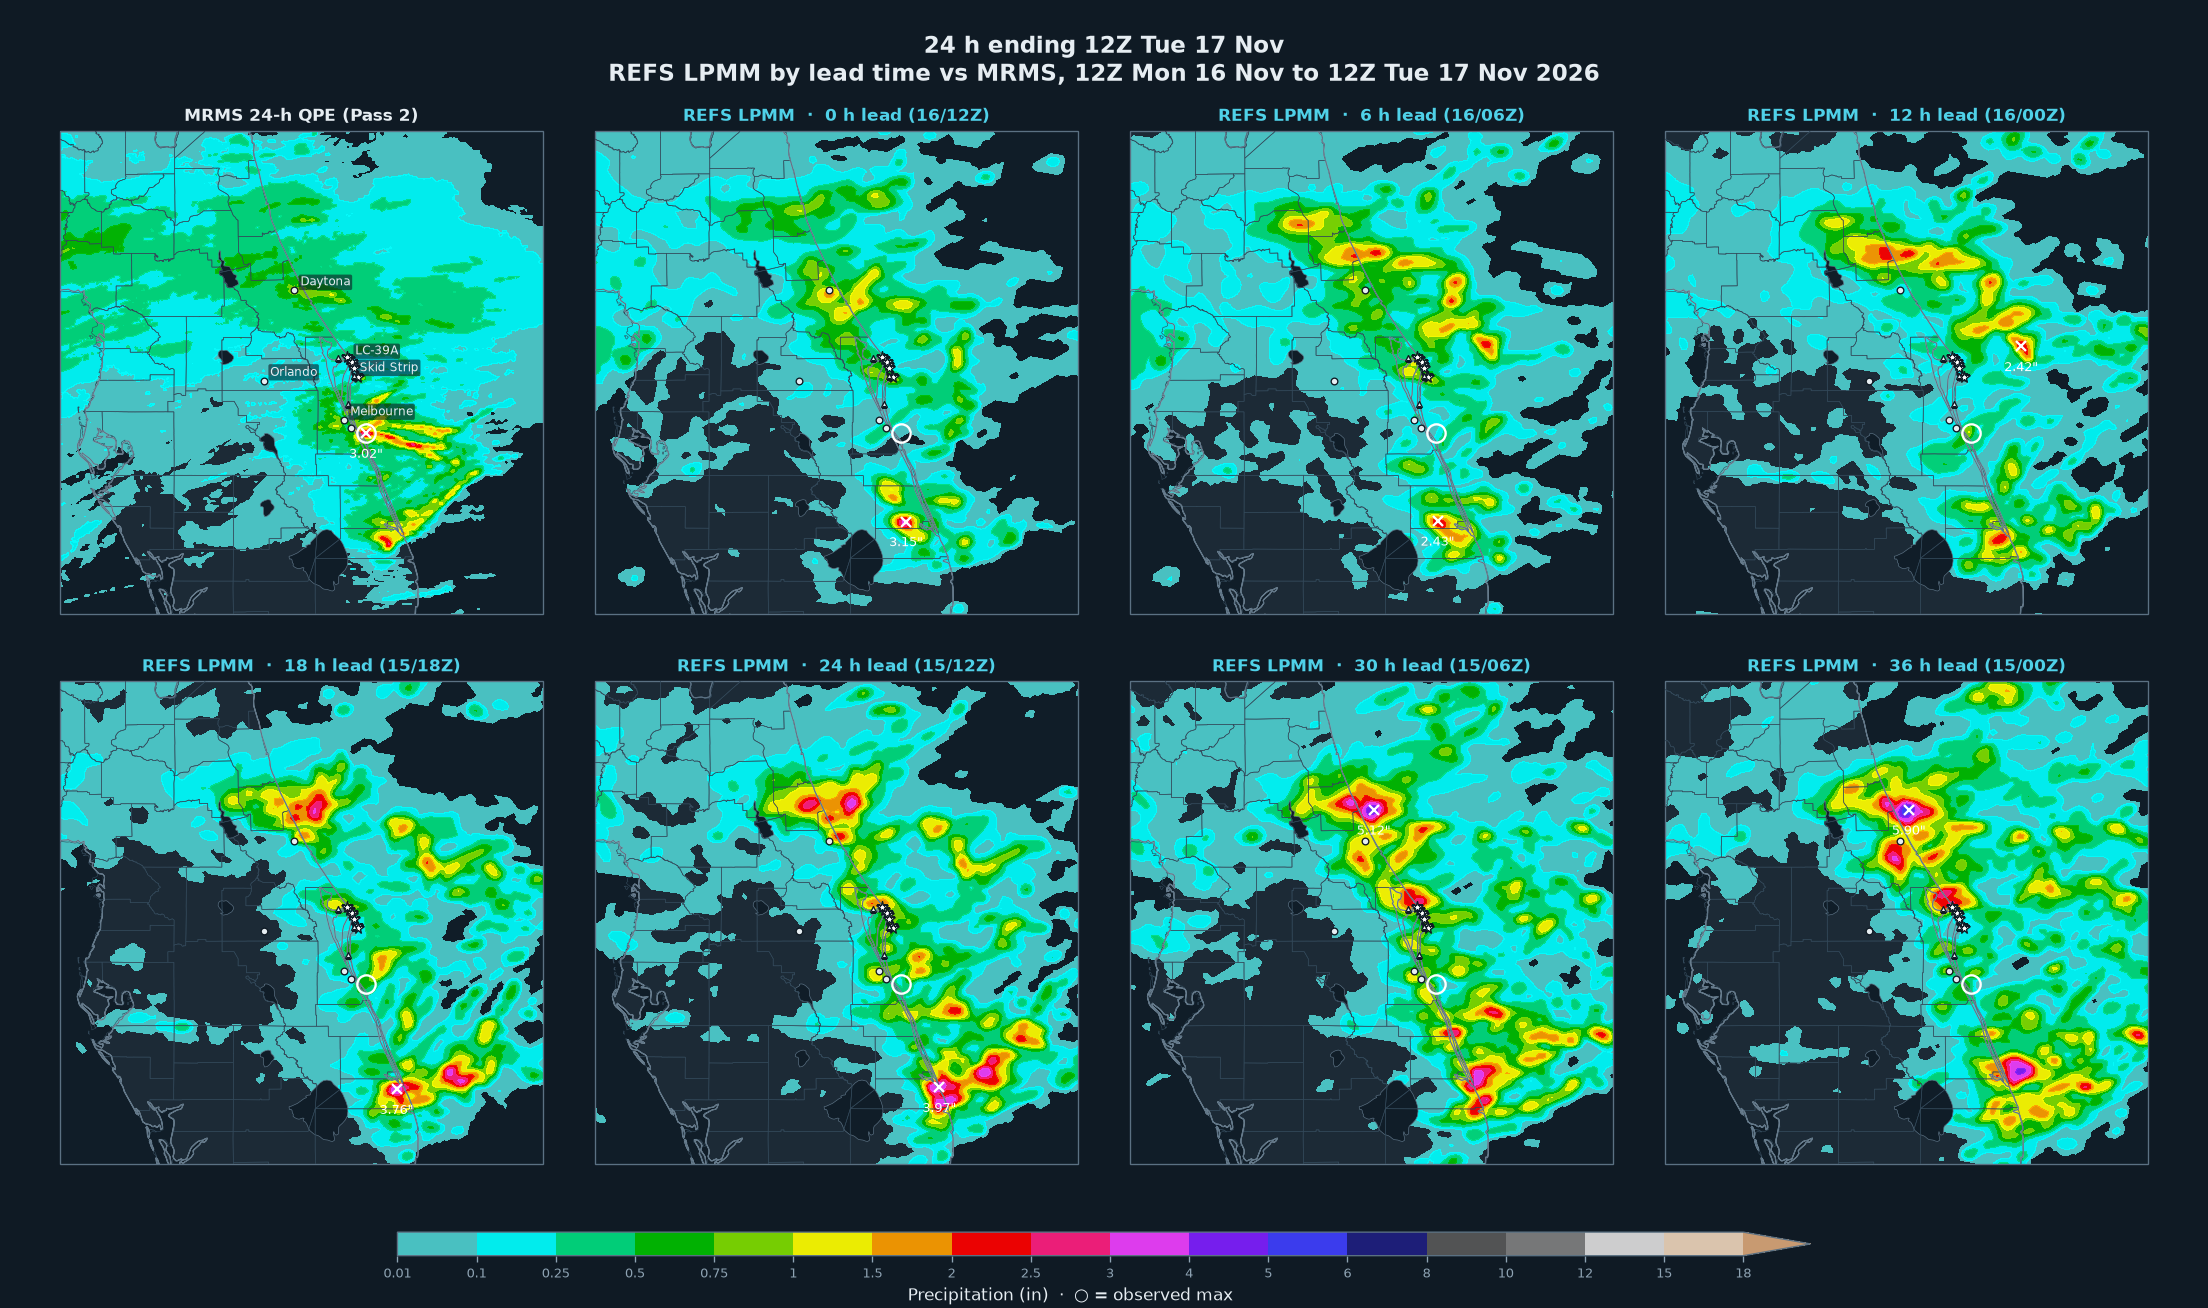 24 h ending 12Z Tue 17 Nov
REFS LPMM by lead time vs MRMS, 12Z Mon 16 Nov to 12Z Tue 17 Nov 2026
MRMS 24-h QPE (Pass 2)
REFS LPMM · 0 h lead (16/12Z)
REFS LPMM · 6 h lead (16/06Z)
REFS LPMM · 12 h lead (16/00Z)
Daytona
LC-39A
Skid Strip
Orlando
Melbourne
3.02"
3.15"
2.43"
2.42"
REFS LPMM · 18 h lead (15/18Z)
REFS LPMM · 24 h lead (15/12Z)
REFS LPMM · 30 h lead (15/06Z)
REFS LPMM · 36 h lead (15/00Z)
3.76"
3.97"
5.90"
0.01 0.1 0.25 0.5 0.75 1 1.5 2 2.5 3 4 5 6 8 10 12 15 18
Precipitation (in) · ○ = observed max